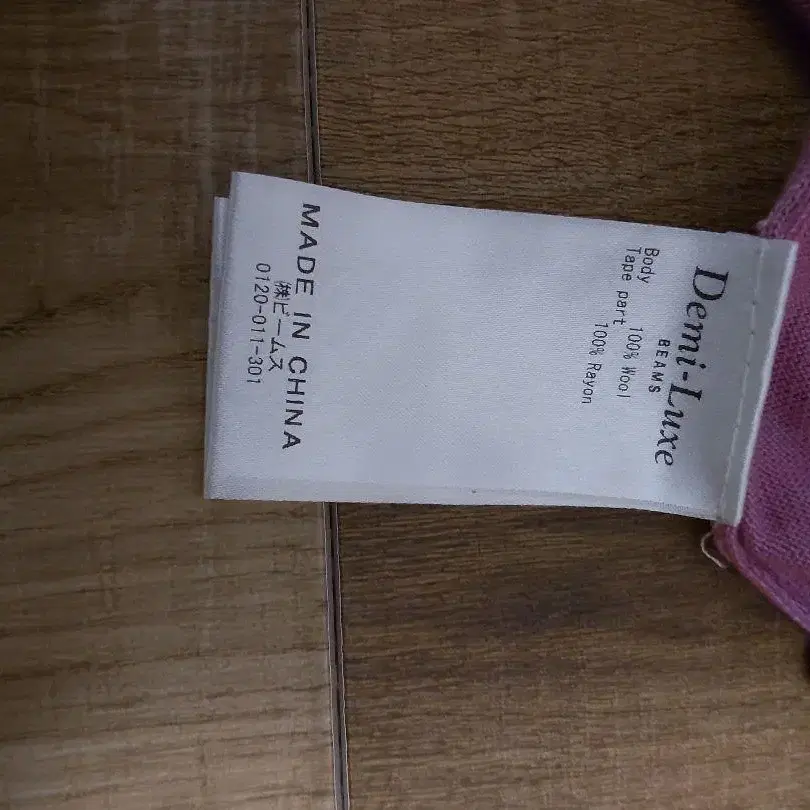 Demi-Luxe
BEAMS
Body 100% Wool
Tape part
100% Rayon
MADE IN CHINA
㈱ビームス
0120-011-301